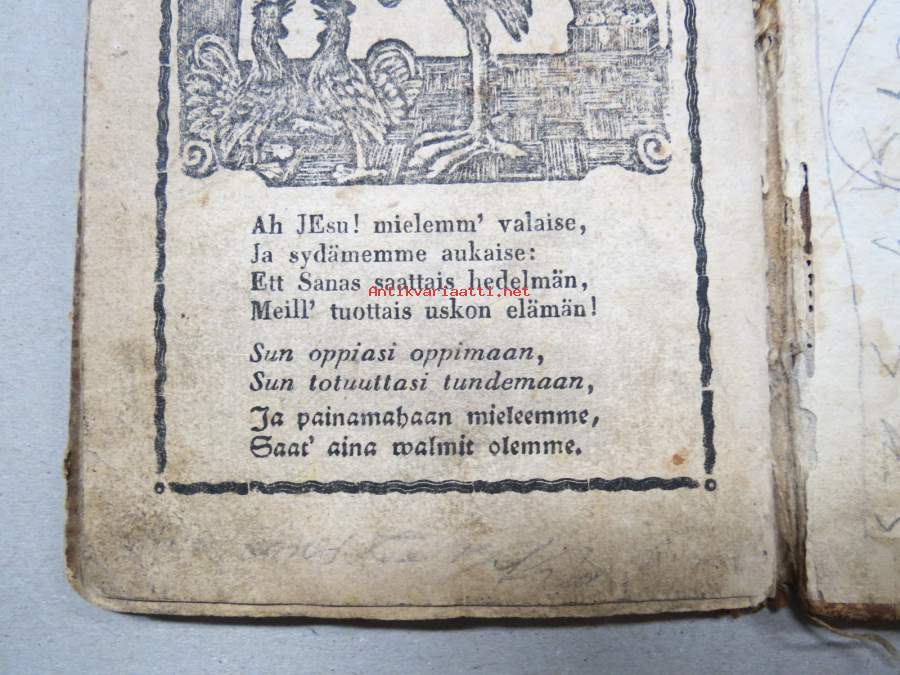 Ah JEsu! mielemm' valaise,
Ja sydämemme aukaise:
Ett Sanas saattais hedelmän,
Antikvariaatti.net
Meill' tuottais uskon elämän!
Sun oppiasi oppimaan,
Sun totuuttasi tundemaan,
Ja painamahaan mieleemme,
Saat' aina walmit olemme.